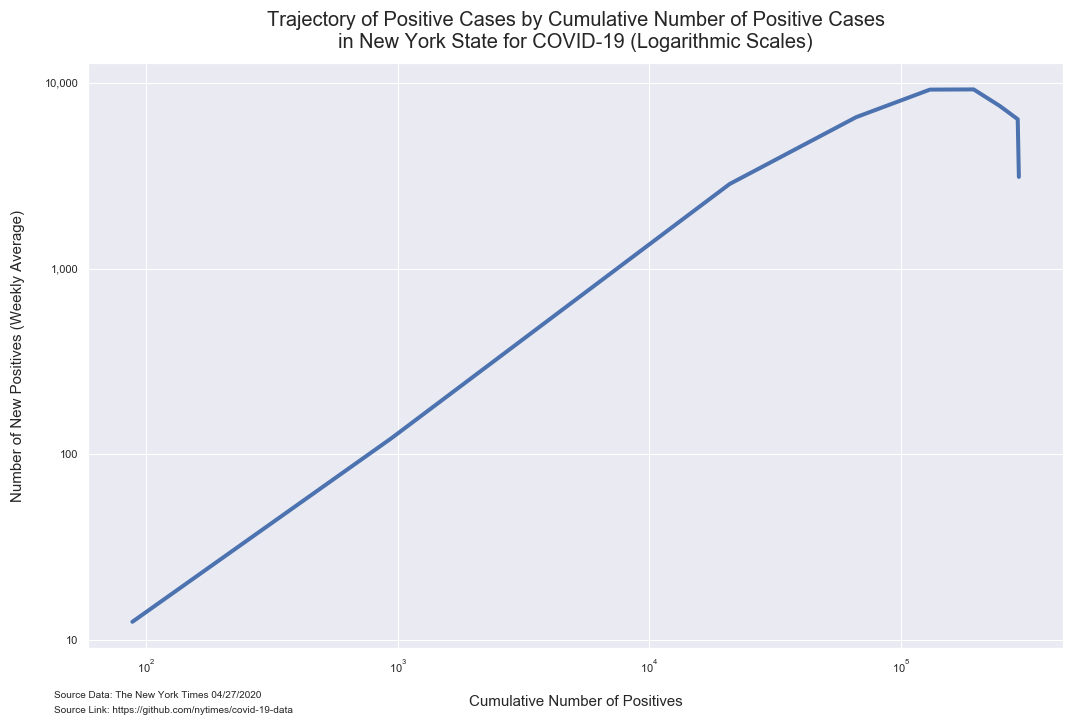 Trajectory of Positive Cases by Cumulative Number of Positive Cases
in New York State for COVID-19 (Logarithmic Scales)
Number of New Positives (Weekly Average)
10,000
1,000
100
10
10²
10³
10⁴
10⁵
Cumulative Number of Positives
Source Data: The New York Times 04/27/2020
Source Link: https://github.com/nytimes/covid-19-data